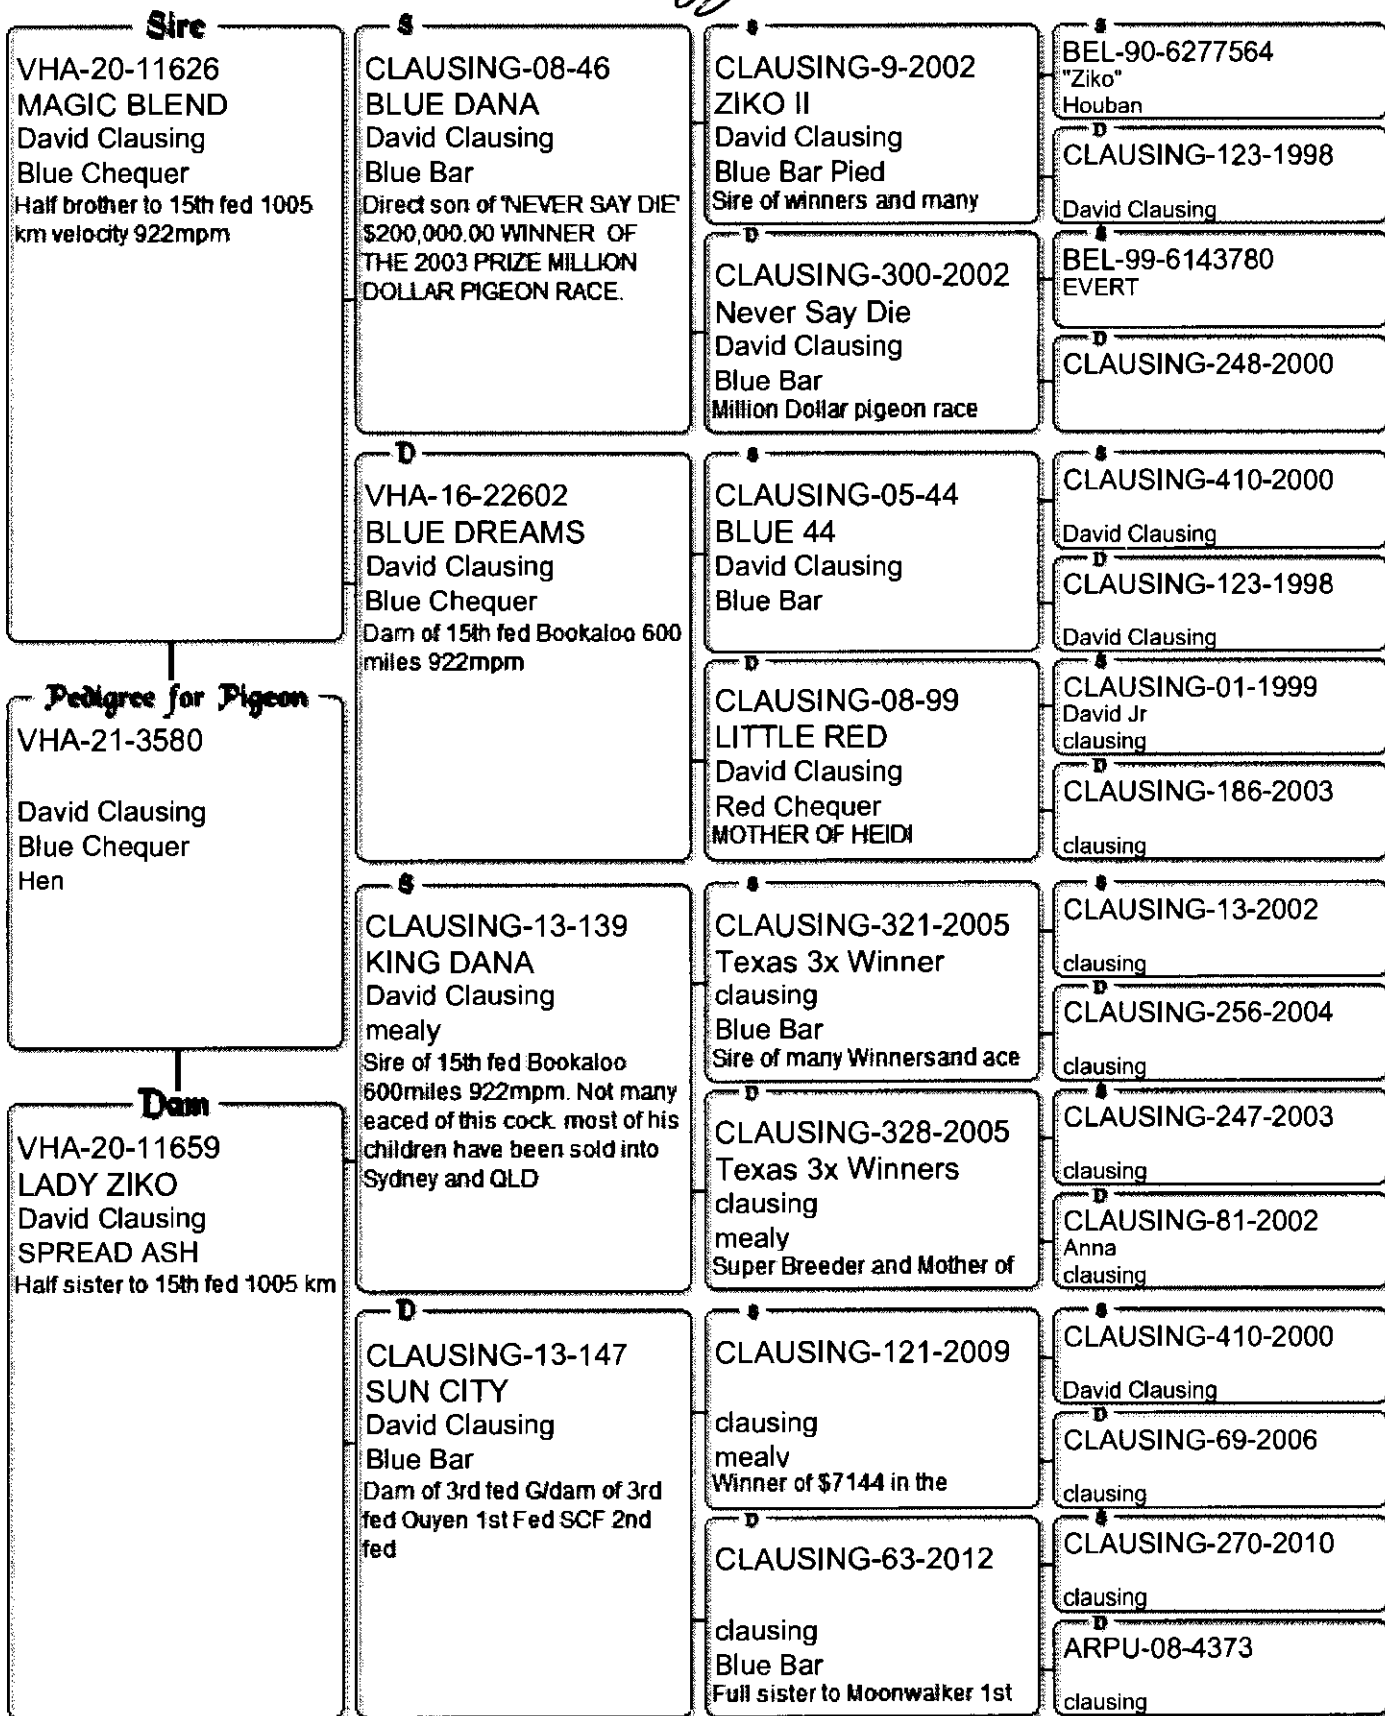 Sire
VHA-20-11626
MAGIC BLEND
David Clausing
Blue Chequer
Half brother to 15th fed 1005
km velocity 922mpm
Pedigree for Pigeon
VHA-21-3580
David Clausing
Blue Chequer
Hen
Dam
VHA-20-11659
LADY ZIKO
David Clausing
SPREAD ASH
Half sister to 15th fed 1005 km
S
CLAUSING-08-46
BLUE DANA
David Clausing
Blue Bar
Direct son of 'NEVER SAY DIE'
$200,000.00 WINNER OF
THE 2003 PRIZE MILLION
DOLLAR PIGEON RACE.
D
VHA-16-22602
BLUE DREAMS
David Clausing
Blue Chequer
Dam of 15th fed Bookaloo 600
miles 922mpm
S
CLAUSING-13-139
KING DANA
David Clausing
mealy
Sire of 15th fed Bookaloo
600miles 922mpm. Not many
eaced of this cock. most of his
children have been sold into
Sydney and QLD
D
CLAUSING-13-147
SUN CITY
David Clausing
Blue Bar
Dam of 3rd fed G/dam of 3rd
fed Ouyen 1st Fed SCF 2nd
fed
S
CLAUSING-9-2002
ZIKO II
David Clausing
Blue Bar Pied
Sire of winners and many
D
CLAUSING-300-2002
Never Say Die
David Clausing
Blue Bar
Million Dollar pigeon race
S
CLAUSING-05-44
BLUE 44
David Clausing
Blue Bar
D
CLAUSING-08-99
LITTLE RED
David Clausing
Red Chequer
MOTHER OF HEIDI
S
CLAUSING-321-2005
Texas 3x Winner
clausing
Blue Bar
Sire of many Winnersand ace
D
CLAUSING-328-2005
Texas 3x Winners
clausing
mealy
Super Breeder and Mother of
S
CLAUSING-121-2009
clausing
mealy
Winner of $7144 in the
D
CLAUSING-63-2012
clausing
Blue Bar
Full sister to Moonwalker 1st
S
BEL-90-6277564
"Ziko"
Houban
D
CLAUSING-123-1998
David Clausing
S
BEL-99-6143780
EVERT
D
CLAUSING-248-2000
S
CLAUSING-410-2000
David Clausing
D
CLAUSING-123-1998
David Clausing
S
CLAUSING-01-1999
David Jr
clausing
D
CLAUSING-186-2003
clausing
S
CLAUSING-13-2002
clausing
D
CLAUSING-256-2004
clausing
S
CLAUSING-247-2003
clausing
D
CLAUSING-81-2002
Anna
clausing
S
CLAUSING-410-2000
David Clausing
D
CLAUSING-69-2006
clausing
S
CLAUSING-270-2010
clausing
D
ARPU-08-4373
clausing